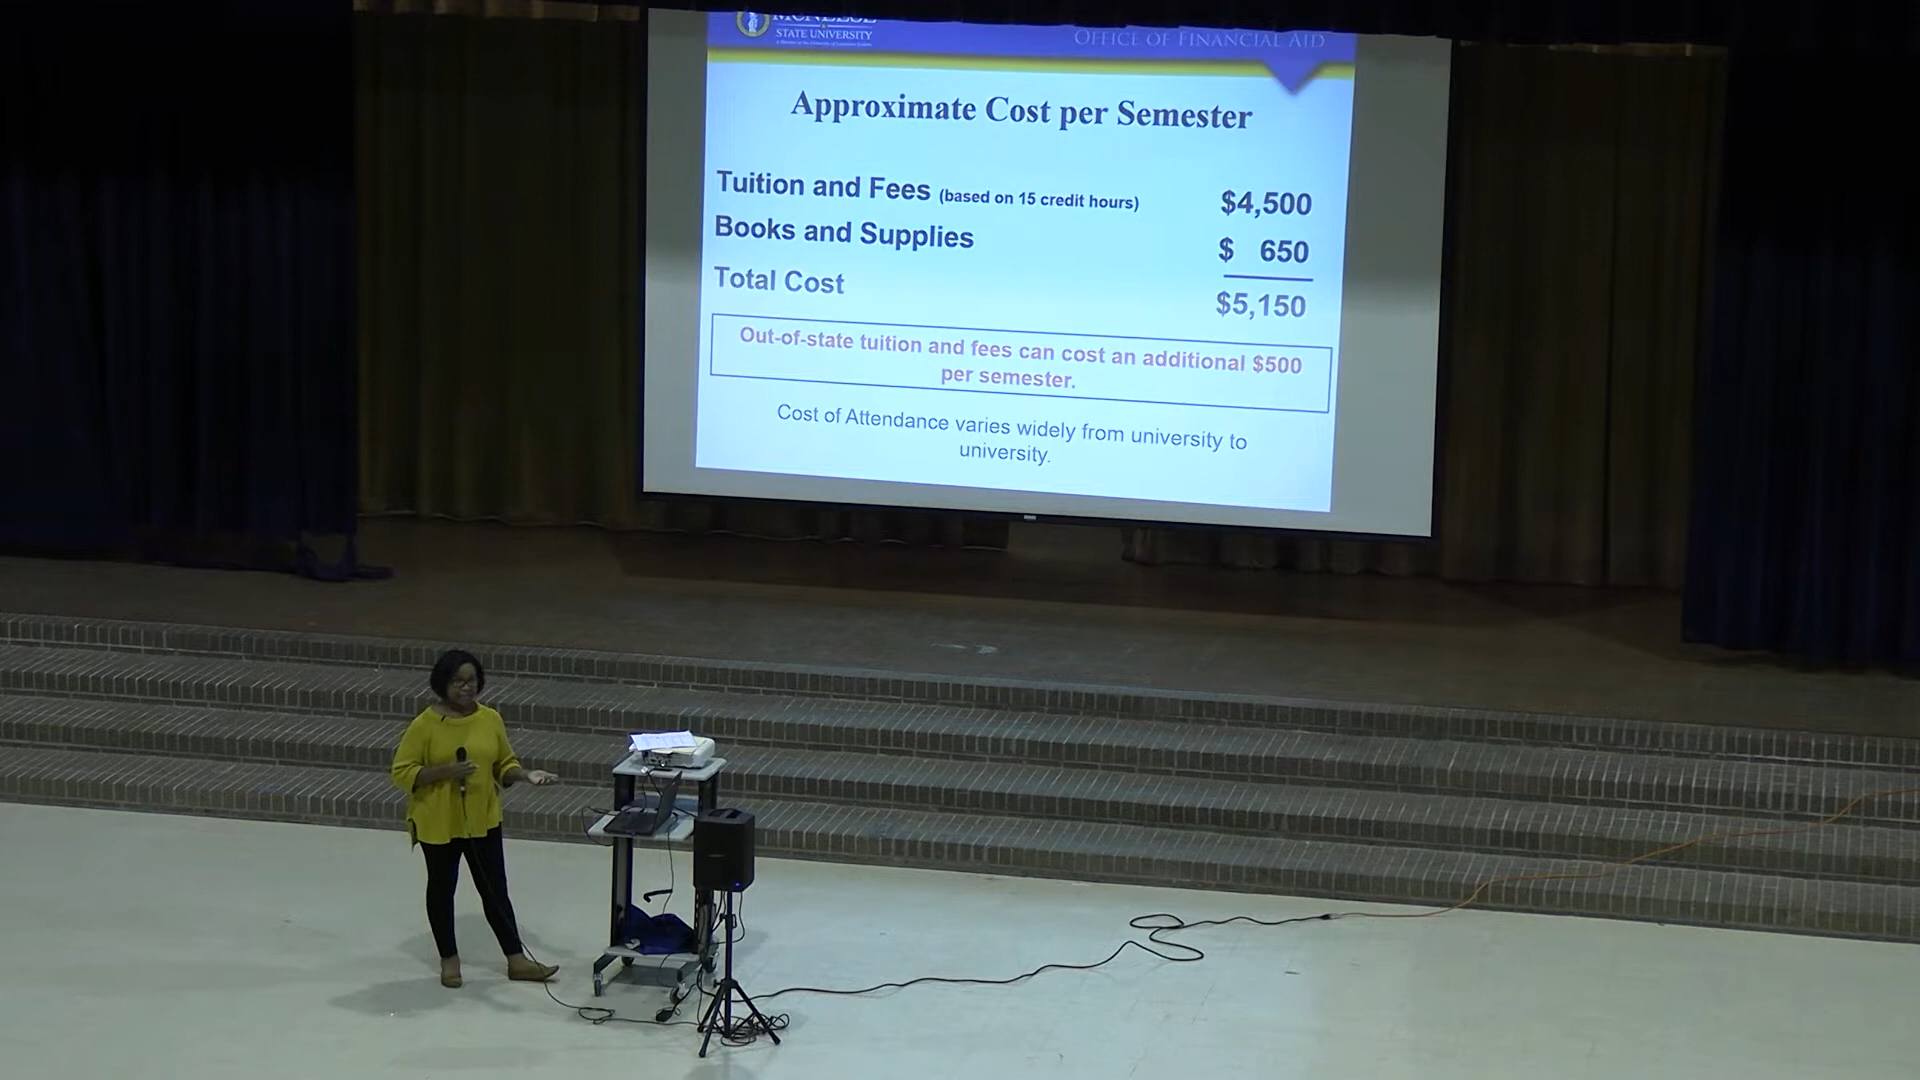 STATE UNIVERSITY
OFFICE OF FINANCIAL AID
Approximate Cost per Semester
Tuition and Fees (based on 15 credit hours) $4,500
Books and Supplies $ 650
Total Cost $5,150
Out-of-state tuition and fees can cost an additional $500
per semester.
Cost of Attendance varies widely from university to
university.